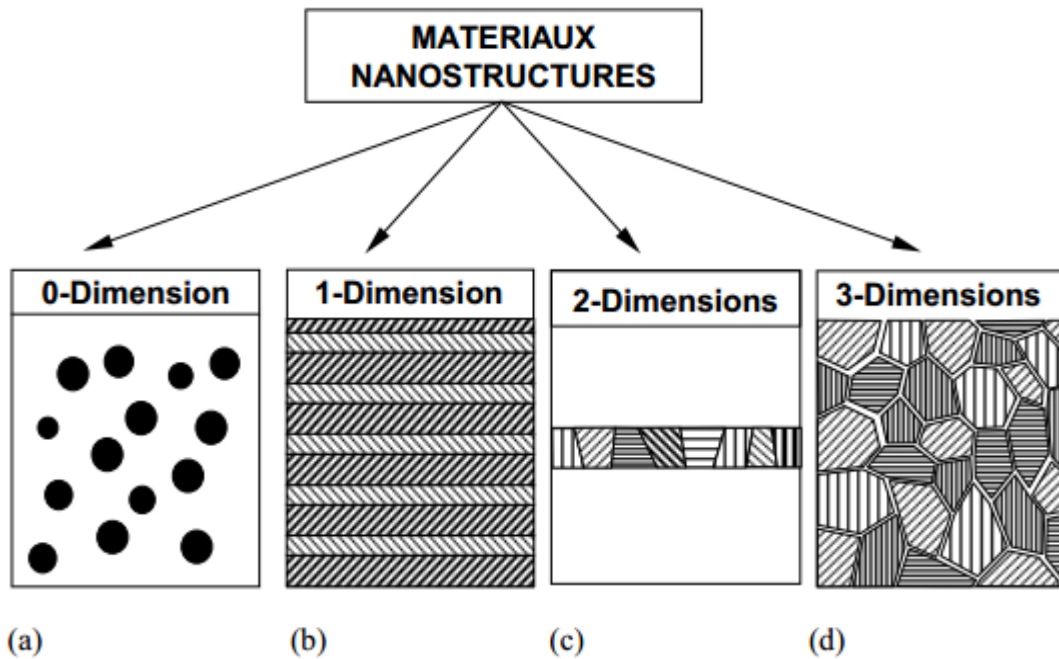 MATERIAUX
NANOSTRUCTURES
0-Dimension
1-Dimension
2-Dimensions
3-Dimensions
(a)
(b)
(c)
(d)